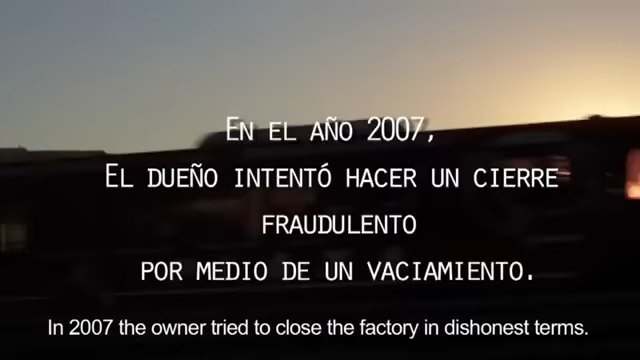 En el año 2007,
El dueño intentó hacer un cierre
fraudulento
por medio de un vaciamiento.
In 2007 the owner tried to close the factory in dishonest terms.